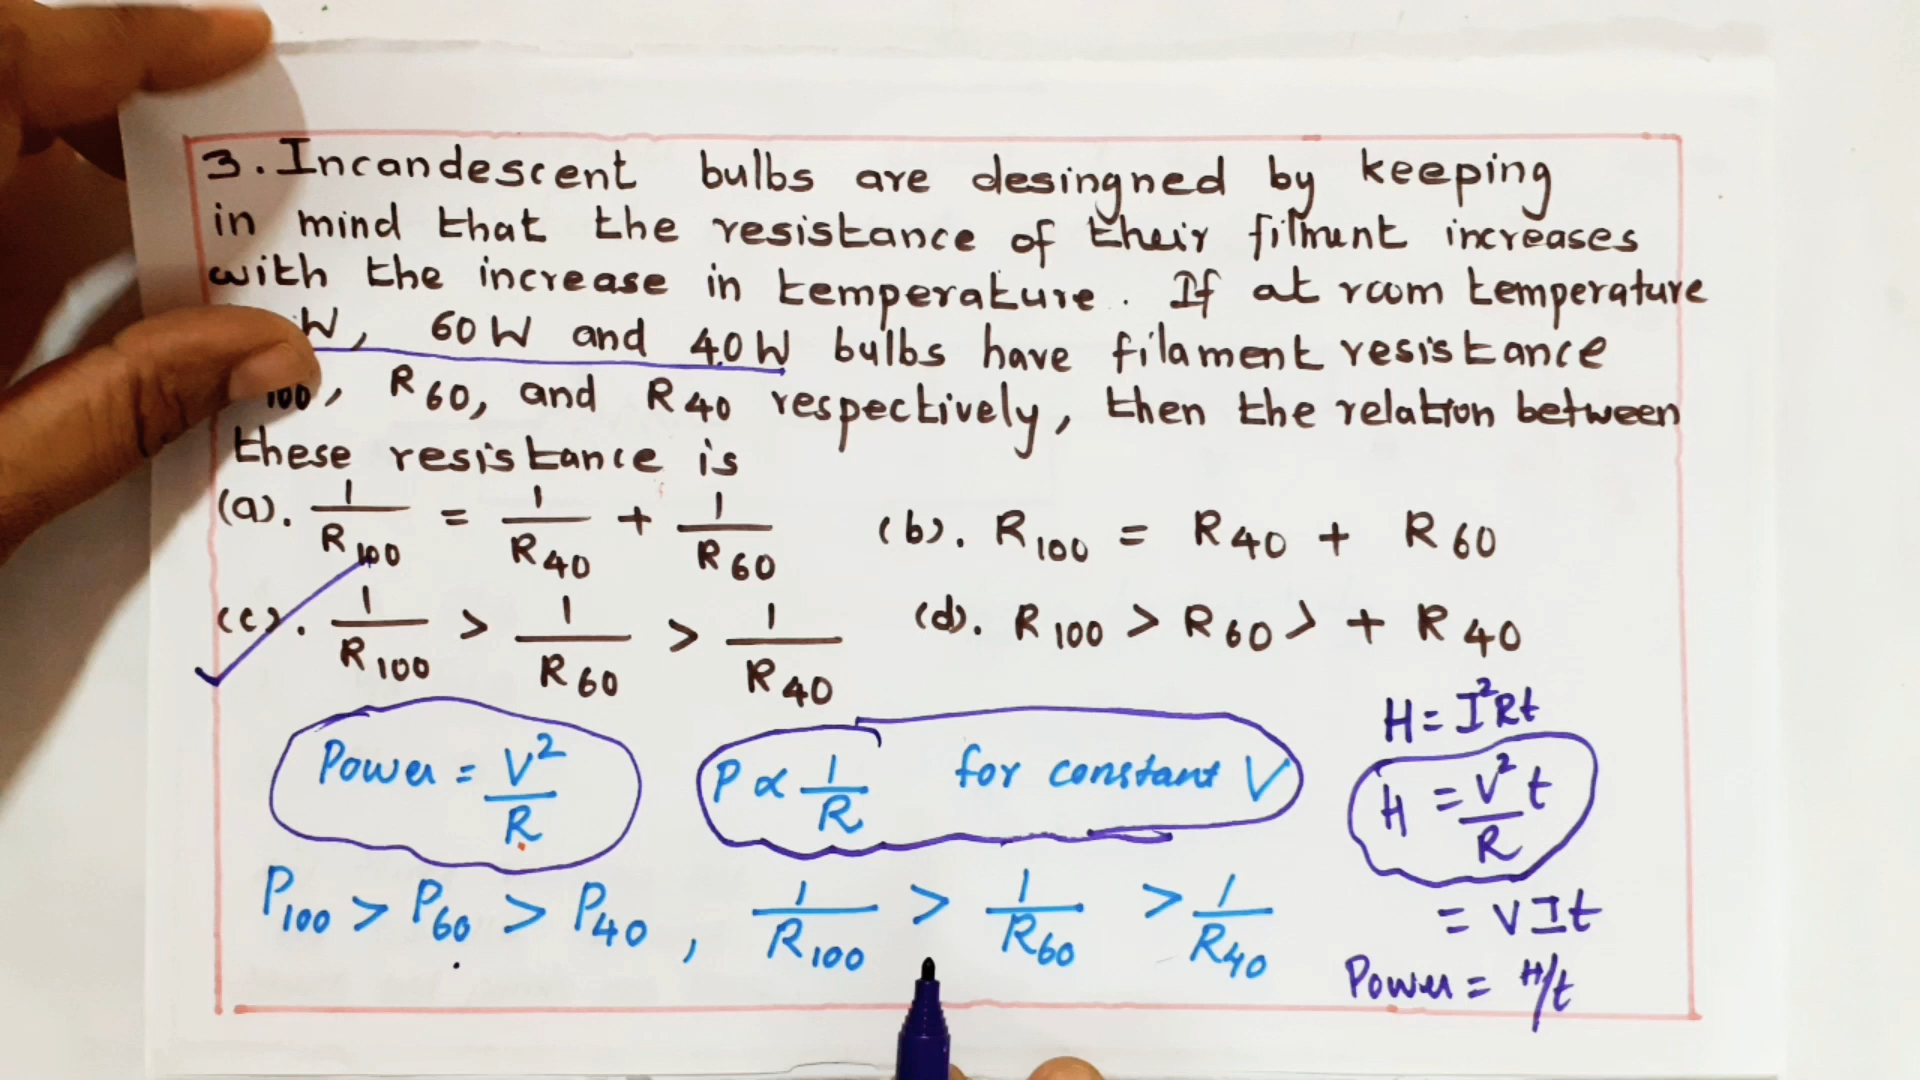 3. Incandescent bulbs are desingned by keeping
in mind that the resistance of their filment increases
with the increase in temperature. If at room temperature
W, 60W and 40W bulbs have filament resistance
100, R60, and R40 respectively, then the relation between
these resistance is
(a). 1/R100 = 1/R40 + 1/R60 (b). R100 = R40 + R60
(c). 1/R100 > 1/R60 > 1/R40 (d). R100 > R60 > + R40
H = I²Rt
Power = V²/R P ∝ 1/R for constant V H = V²/R t
P100 > P60 > P40, 1/R100 > 1/R60 > 1/R40 = VIt
Power = H/t